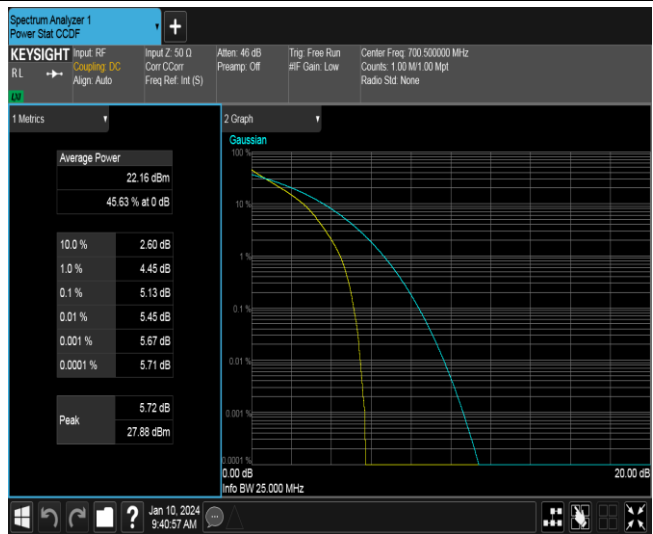 Spectrum Analyzer 1
Power Stat CCDF
+
KEYSIGHT
RL
Input: RF
Coupling: DC
Align: Auto
Input Z: 50 Ω
Corr CCorr
Freq Ref: Int (S)
Atten: 46 dB
Preamp: Off
Trig: Free Run
#IF Gain: Low
Center Freq: 700.500000 MHz
Counts: 1.00 M/1.00 Mpt
Radio Std: None
1 Metrics
Average Power
22.16 dBm
45.63 % at 0 dB
10.0 % 2.60 dB
1.0 % 4.45 dB
0.1 % 5.13 dB
0.01 % 5.45 dB
0.001 % 5.67 dB
0.0001 % 5.71 dB
Peak
5.72 dB
27.88 dBm
2 Graph
Gaussian
100 %
10 %
1 %
0.1 %
0.01 %
0.001 %
0.0001 %
0.00 dB
20.00 dB
Info BW 25.000 MHz
?
Jan 10, 2024
9:40:57 AM